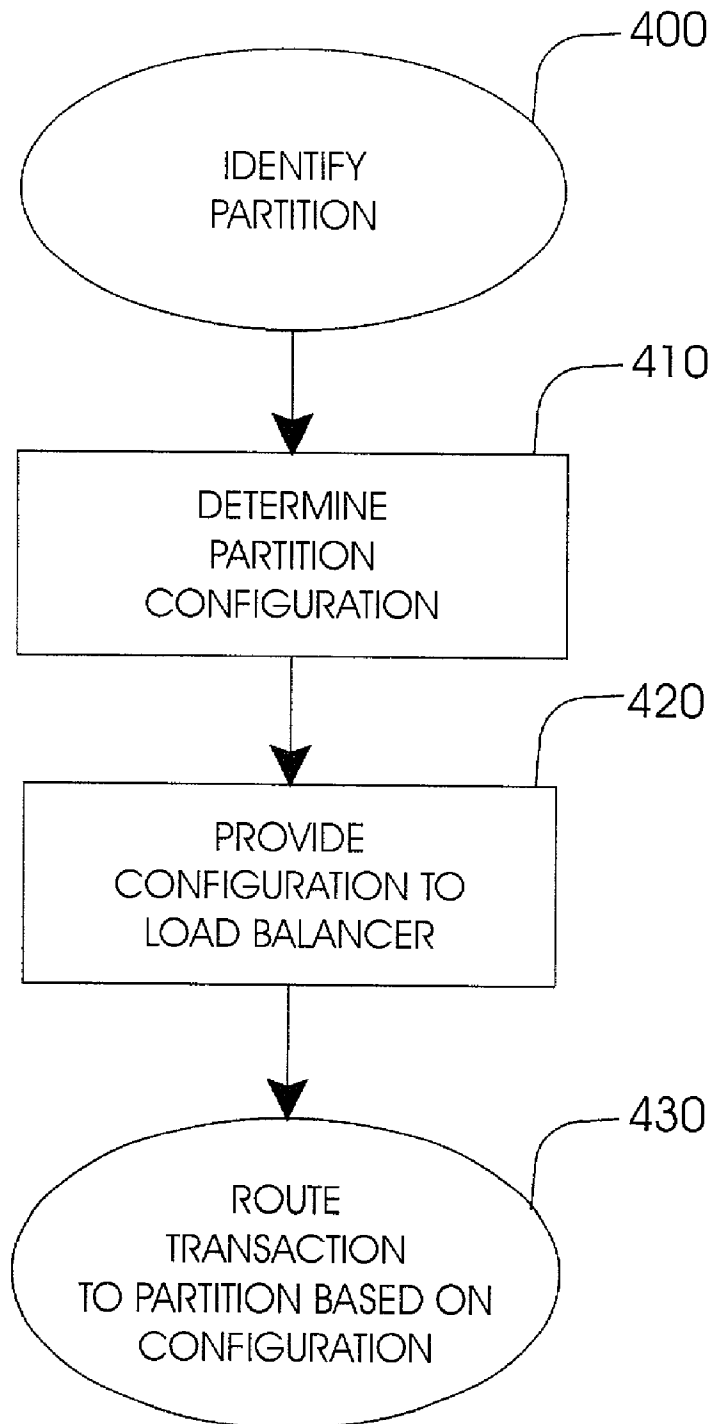 400
IDENTIFY
PARTITION
410
DETERMINE
PARTITION
CONFIGURATION
420
PROVIDE
CONFIGURATION TO
LOAD BALANCER
430
ROUTE
TRANSACTION
TO PARTITION BASED ON
CONFIGURATION